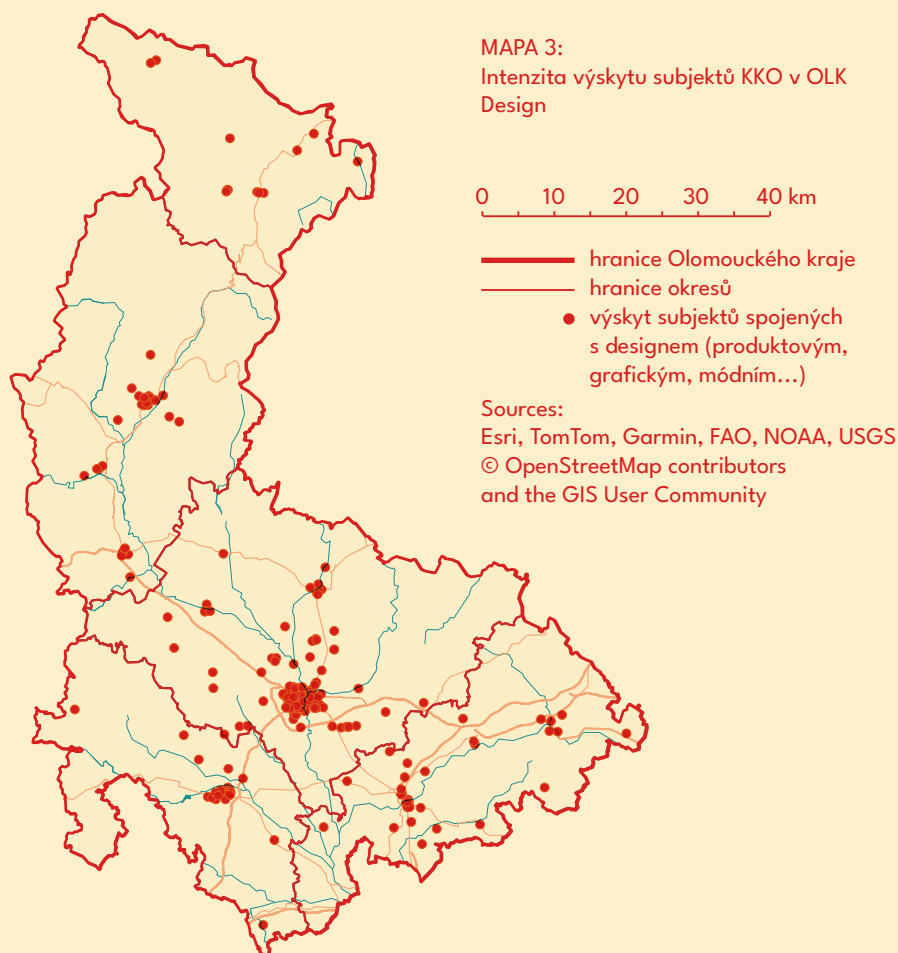 MAPA 3:
Intenzita výskytu subjektů KKO v OLK
Design
0 10 20 30 40 km
hranice Olomouckého kraje
hranice okresů
výskyt subjektů spojených
s designem (produktovým,
grafickým, módním...)
Sources:
Esri, TomTom, Garmin, FAO, NOAA, USGS
© OpenStreetMap contributors
and the GIS User Community